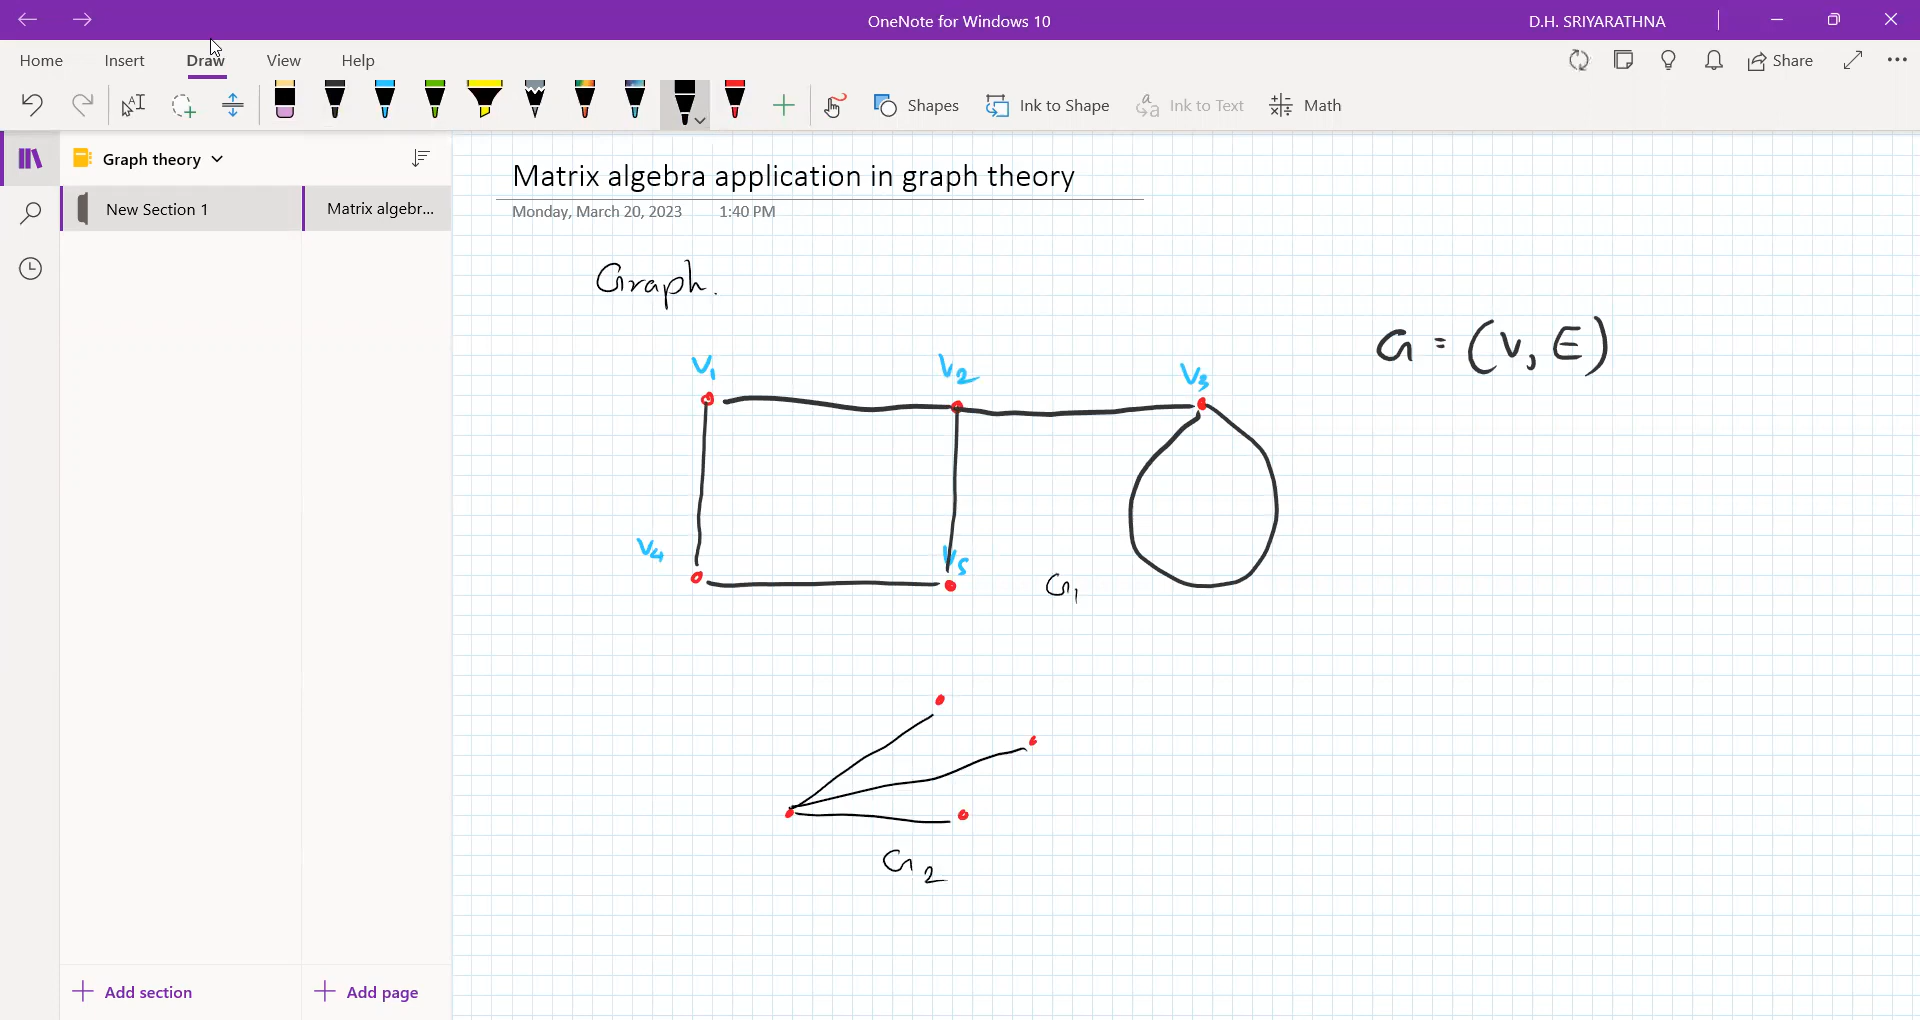 OneNote for Windows 10
D.H. SRIYARATHNA
Home Insert Draw View Help
Share
Shapes Ink to Shape Ink to Text Math
Graph theory
New Section 1
Matrix algebr...
Matrix algebra application in graph theory
Monday, March 20, 2023 1:40 PM
Graph.
G = (V, E)
V1 V2 V3
V4 V5
G1
G2
Add section
Add page